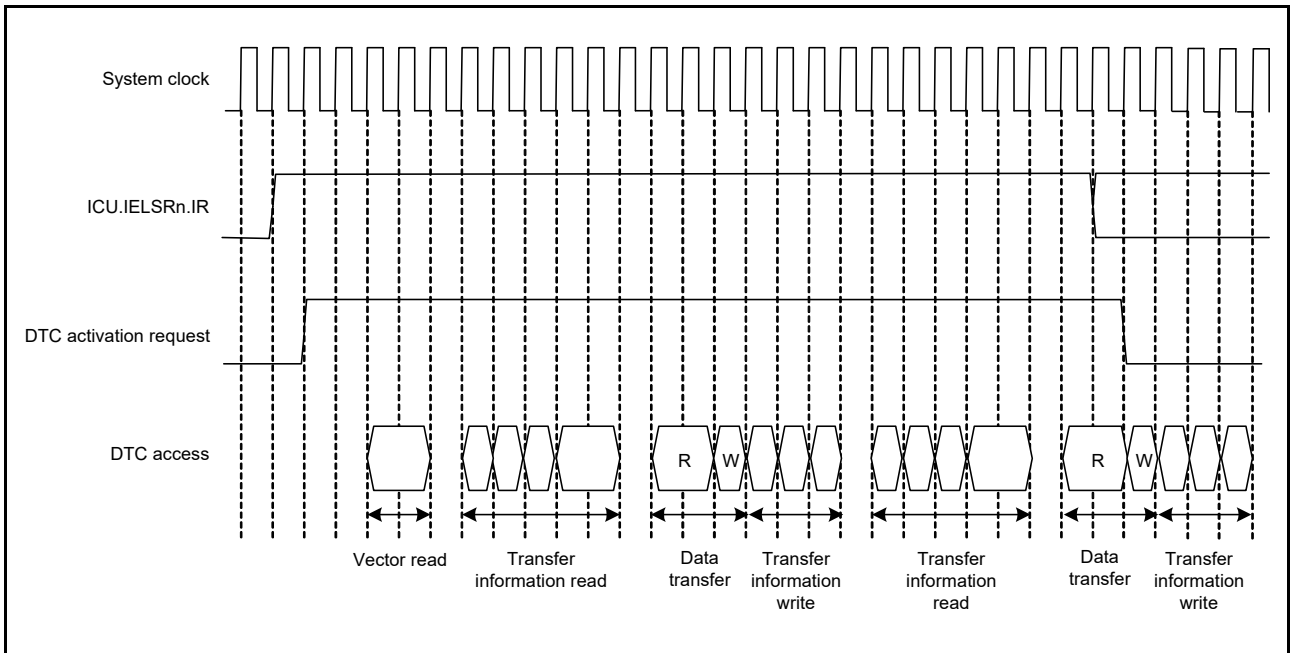 System clock
ICU.IELSRn.IR
DTC activation request
DTC access
R
W
R
W
Vector read
Transfer
information read
Data
transfer
Transfer
information
write
Transfer
information
read
Data
transfer
Transfer
information
write